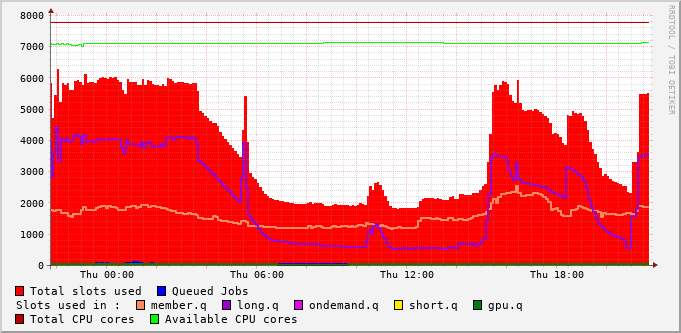 8000
7000
6000
5000
4000
3000
2000
1000
0
Thu 00:00 Thu 06:00 Thu 12:00 Thu 18:00
Total slots used Queued Jobs
Slots used in : member.q long.q ondemand.q short.q gpu.q
Total CPU cores Available CPU cores
RRDTOOL / TOBI OETIKER